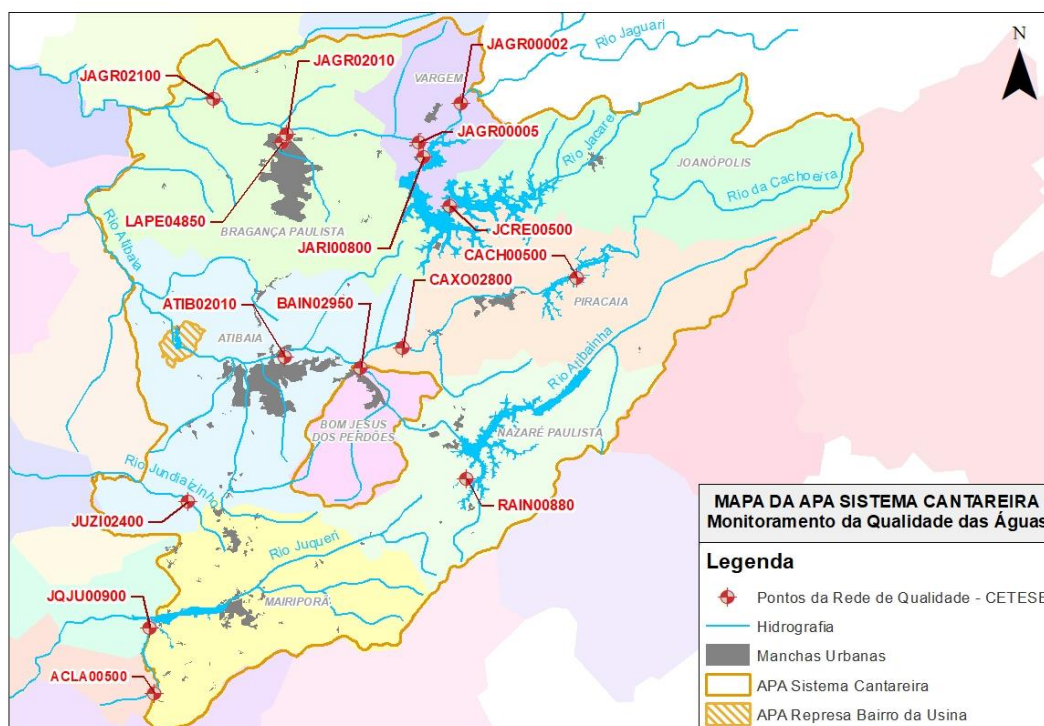 N
Rio Jaguari
JAGR00002
JAGR02010
JAGR02100
VARGEM
JAGR00005
Rio Jacaré
JOANÓPOLIS
Rio da Cachoeira
LAPE04850
BRAGANÇA PAULISTA
JARI00800
JCRE00500
CACH00500
Rio Atibaia
CAXO02800
ATIB02010
BAIN02950
PIRACAIA
ATIBAIA
Rio Atibainha
BOM JESUS
DOS PERDÕES
NAZARÉ PAULISTA
Rio Jundiaizinho
JUZI02400
RAIN00880
Rio Juqueri
JQJU00900
MAIRIPORÃ
ACLA00500
MAPA DA APA SISTEMA CANTAREIRA
Monitoramento da Qualidade das Águas
Legenda
Pontos da Rede de Qualidade - CETESB
Hidrografia
Manchas Urbanas
APA Sistema Cantareira
APA Represa Bairro da Usina